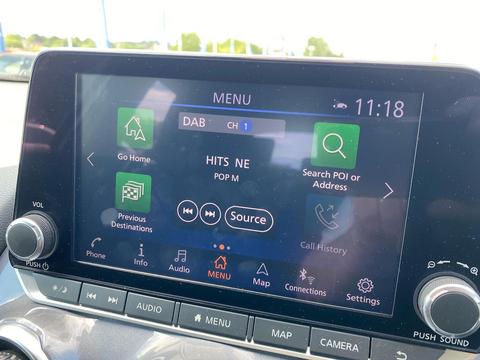 MENU
11:18
DAB CH 1
Go Home
HITS NE
POP M
Search POI or
Address
Previous
Destinations
Source
Call History
Phone
Info
Audio
MENU
Map
Connections
Settings
VOL
PUSH
AUDIO
MENU
MAP
CAMERA
PUSH SOUND